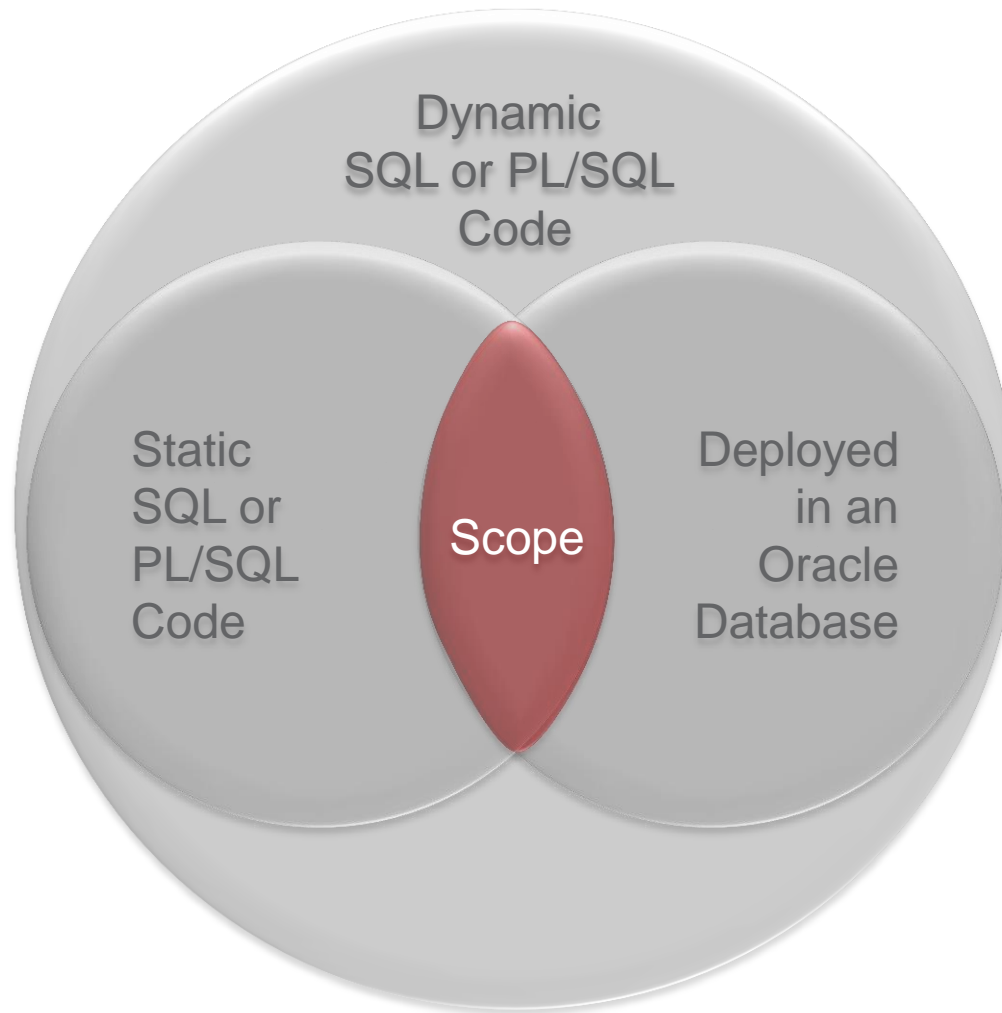 Dynamic
SQL or PL/SQL
Code
Static
SQL or
PL/SQL
Code
Scope
Deployed
in an
Oracle
Database